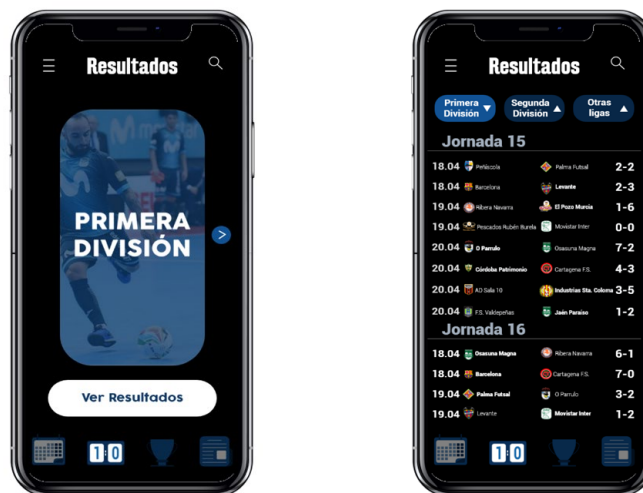 Resultados
PRIMERA
DIVISIÓN
Ver Resultados
1:0
Resultados
Primera División
Segunda División
Otras ligas
Jornada 15
18.04 Peñíscola Palma Futsal 2-2
18.04 Barcelona Levante 2-3
19.04 Ribera Navarra El Pozo Murcia 1-6
19.04 Pescados Rubén Burela Movistar Inter 0-0
20.04 O Parrulo Osasuna Magna 7-2
20.04 Córdoba Patrimonio Cartagena F.S. 4-3
20.04 AD Sala 10 Industrias Sta. Coloma 3-5
20.04 F.S. Valdepeñas Jaén Paraíso 1-2
Jornada 16
18.04 Osasuna Magna Ribera Navarra 6-1
18.04 Barcelona Cartagena F.S. 7-0
19.04 Palma Futsal O Parrulo 3-2
19.04 Levante Movistar Inter 1-2
1:0